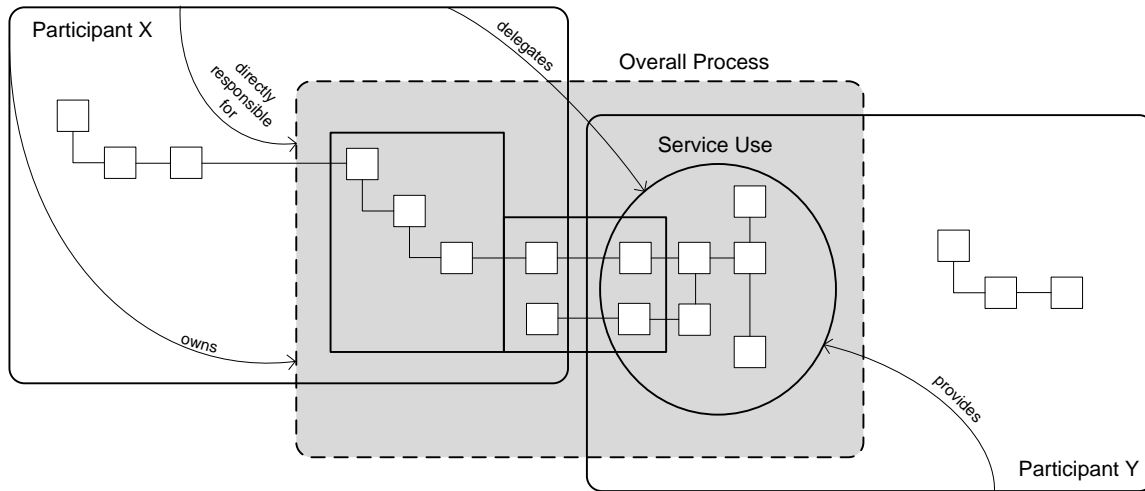 Participant X
delegates
Overall Process
directly
responsible
for
Service Use
owns
provides
Participant Y